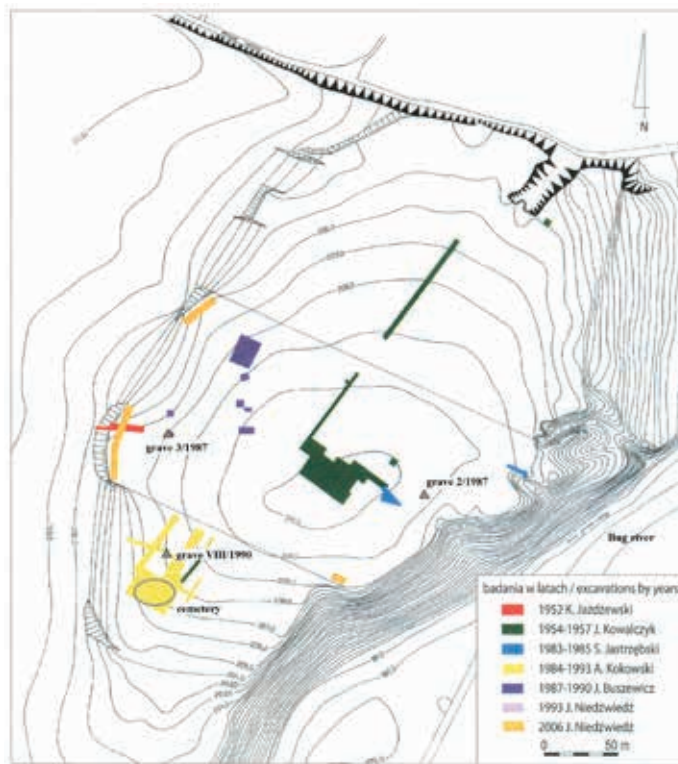 N
grave 3/1987
grave 2/1987
Bug river
grave VIII/1990
cemetery
badania w latach / excavations by years
1952 K. Jażdżewski
1954-1957 J. Kowalczyk
1983-1985 S. Jastrzębski
1984-1993 A. Kokowski
1987-1990 J. Buszewicz
1993 J. Niedźwiedź
2006 J. Niedźwiedź
0 50 m